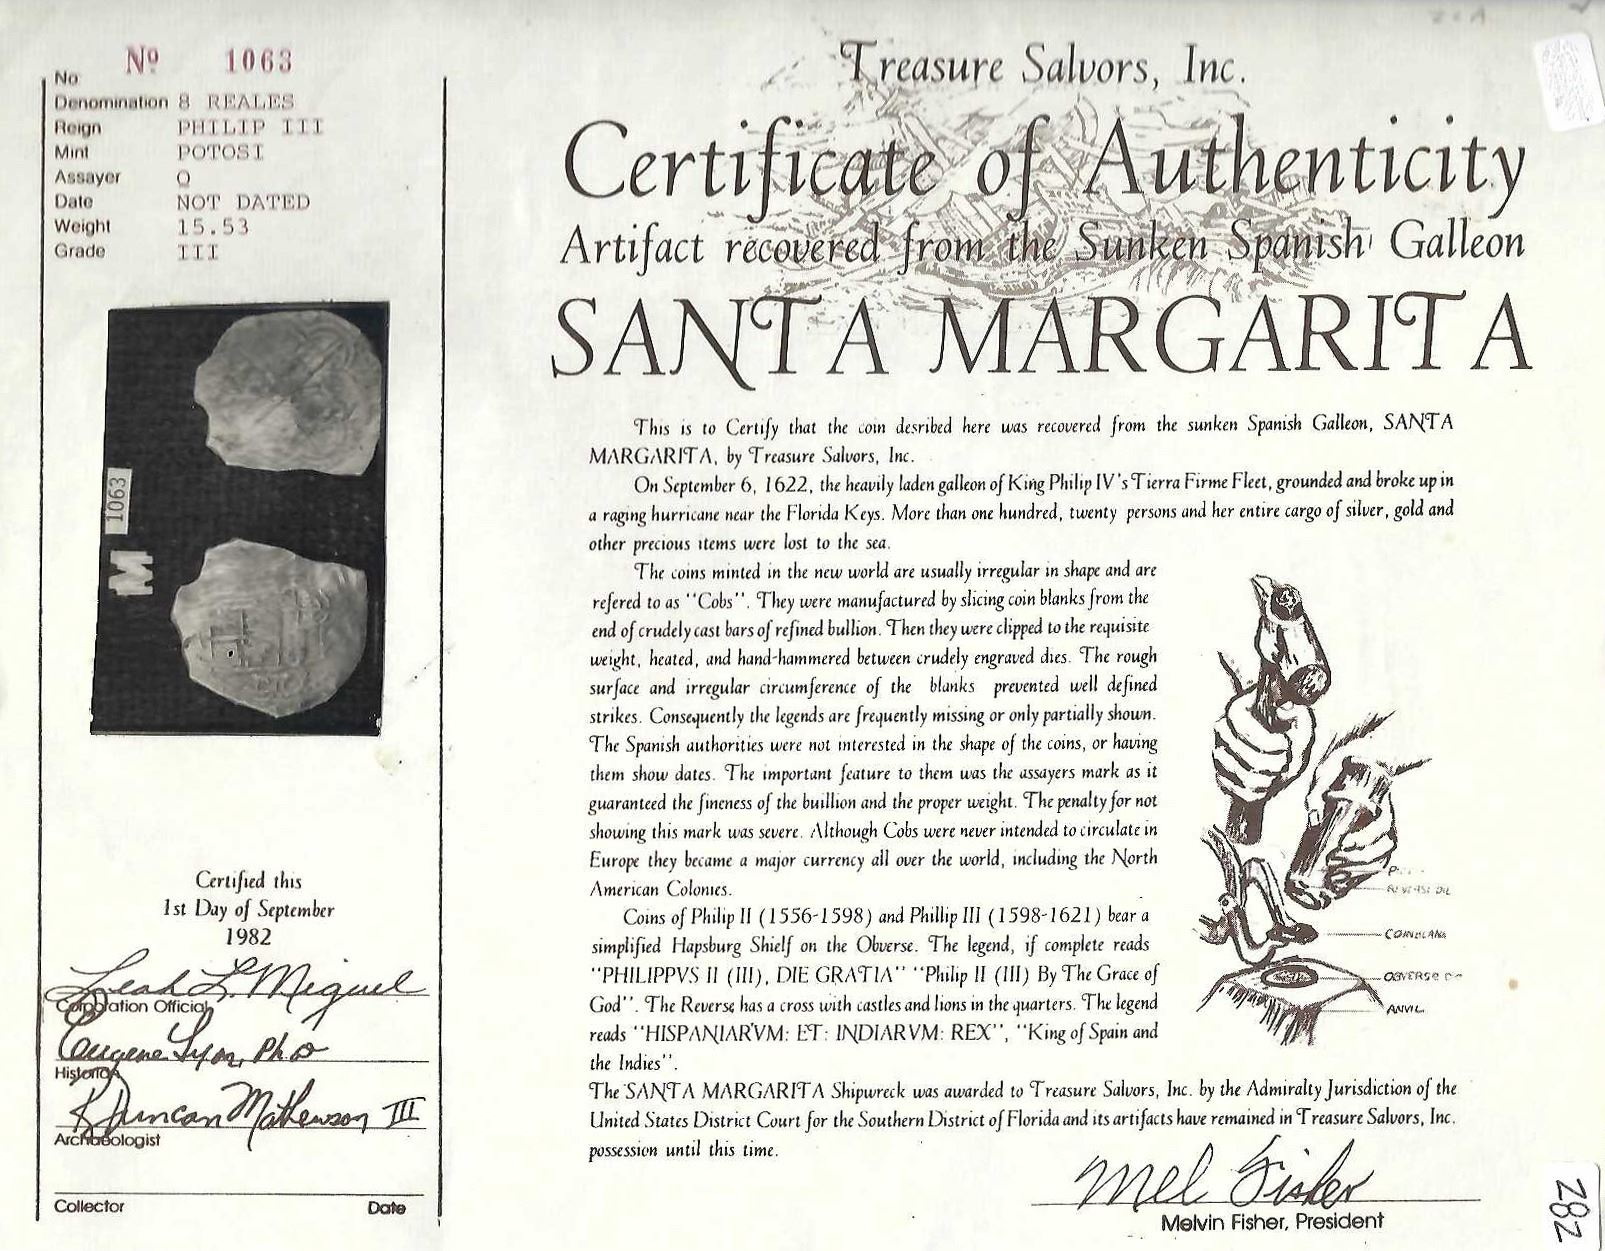 Nº 1063
No
Denomination 8 REALES
Reign PHILIP III
Mint POTOSI
Assayer Q
Date NOT DATED
Weight 15.53
Grade III
1063
M
Certified this
1st Day of September
1982
Leah L. Miguel
Corporation Official
Eugene Lyon, Ph.D
Historian
R Duncan Mathewson III
Archaeologist
Collector Date
Treasure Salvors, Inc.
Certificate of Authenticity
Artifact recovered from the Sunken Spanish Galleon
SANTA MARGARITA
This is to Certify that the coin desribed here was recovered from the sunken Spanish Galleon, SANTA
MARGARITA, by Treasure Salvors, Inc.
On September 6, 1622, the heavily laden galleon of King Philip IV's Tierra Firme Fleet, grounded and broke up in
a raging hurricane near the Florida Keys. More than one hundred, twenty persons and her entire cargo of silver, gold and
other precious items were lost to the sea.
The coins minted in the new world are usually irregular in shape and are
refered to as "Cobs". They were manufactured by slicing coin blanks from the
end of crudely cast bars of refined bullion. Then they were clipped to the requisite
weight, heated, and hand-hammered between crudely engraved dies. The rough
surface and irregular circumference of the blanks prevented well defined
strikes. Consequently the legends are frequently missing or only partially shown.
The Spanish authorities were not interested in the shape of the coins, or having
them show dates. The important feature to them was the assayers mark as it
guaranteed the fineness of the buillion and the proper weight. The penalty for not
showing this mark was severe. Although Cobs were never intended to circulate in
Europe they became a major currency all over the world, including the North
American Colonies.
Coins of Philip II (1556-1598) and Phillip III (1598-1621) bear a
simplified Hapsburg Shielf on the Obverse. The legend, if complete reads
"PHILIPPVS II (III), DIE GRATIA" "Philip II (III) By The Grace of
God". The Reverse has a cross with castles and lions in the quarters. The legend
reads "HISPANIARVM: ET: INDIARVM: REX", "King of Spain and
the Indies".
The SANTA MARGARITA Shipwreck was awarded to Treasure Salvors, Inc. by the Admiralty Jurisdiction of the
United States District Court for the Southern District of Florida and its artifacts have remained in Treasure Salvors, Inc.
possession until this time.
COIN BLANK
OBVERSE
ANVIL
Mel Fisher
Melvin Fisher, President
282